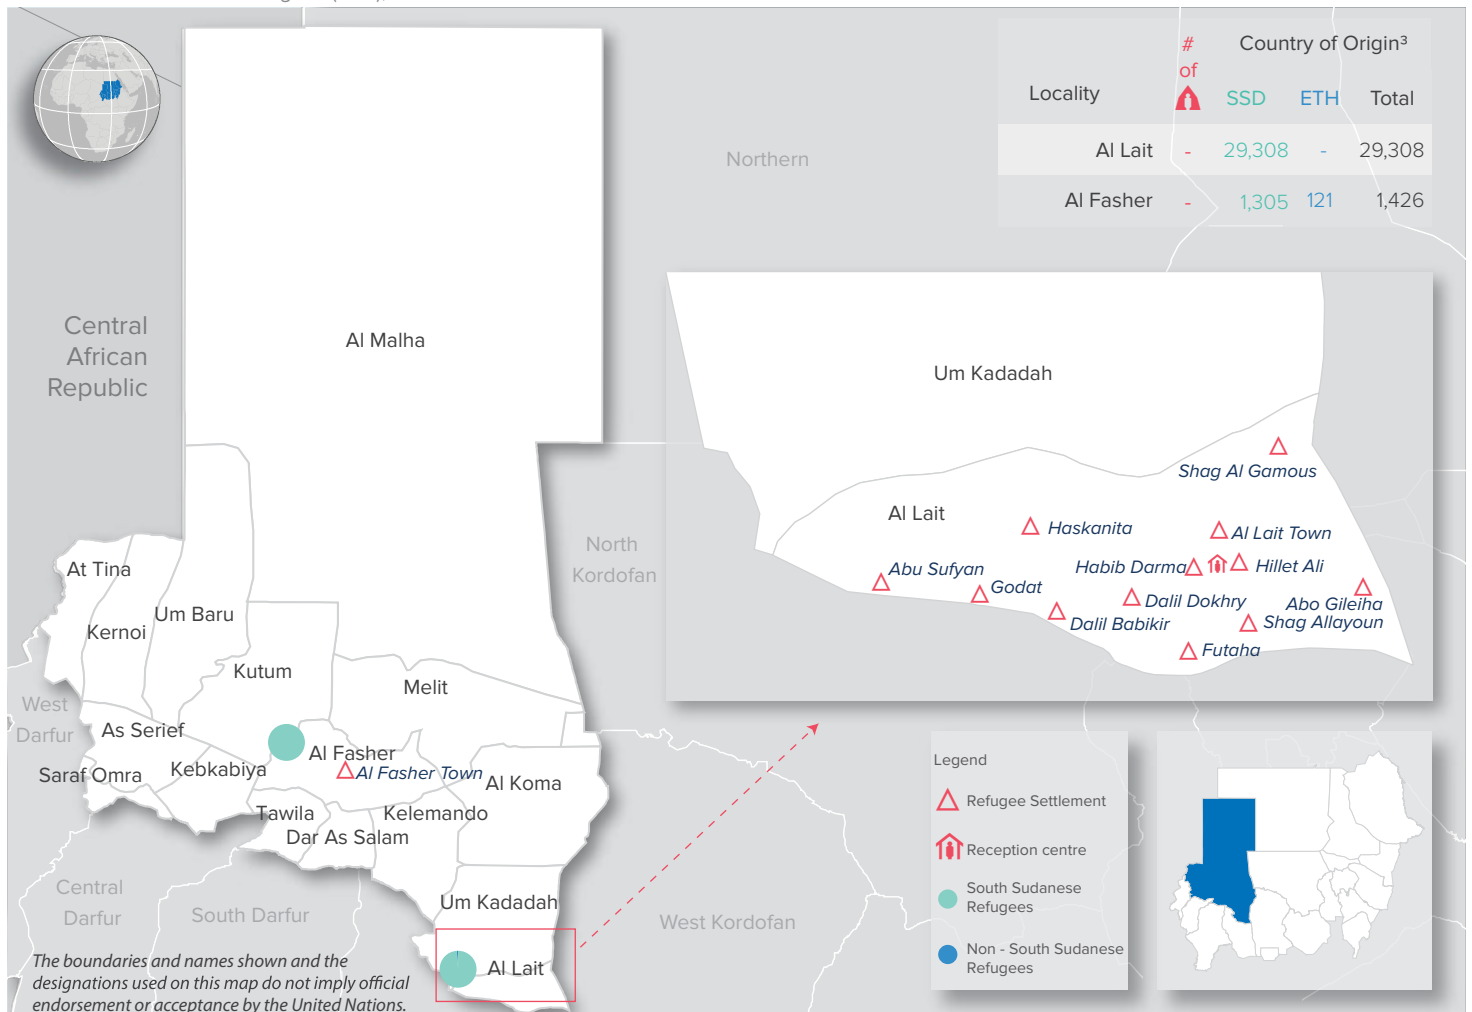 # of
Country of Origin³
Locality
SSD
ETH
Total
Al Lait - 29,308 - 29,308
Al Fasher - 1,305 121 1,426
Northern
Central
African
Republic
Al Malha
North
Kordofan
At Tina
Um Baru
Kernoi
Kutum
Melit
West
Darfur
As Serief
Al Fasher
Al Fasher Town
Saraf Omra
Kebkabiya
Al Koma
Tawila
Kelemando
Dar As Salam
Central
Darfur
South Darfur
Um Kadadah
West Kordofan
Al Lait
Um Kadadah
Shag Al Gamous
Al Lait
Haskanita
Al Lait Town
Abu Sufyan
Habib Darma
Hillet Ali
Godat
Dalil Dokhry
Abo Gileiha
Dalil Babikir
Shag Allayoun
Futaha
Legend
Refugee Settlement
Reception centre
South Sudanese
Refugees
Non - South Sudanese
Refugees
The boundaries and names shown and the
designations used on this map do not imply official
endorsement or acceptance by the United Nations.